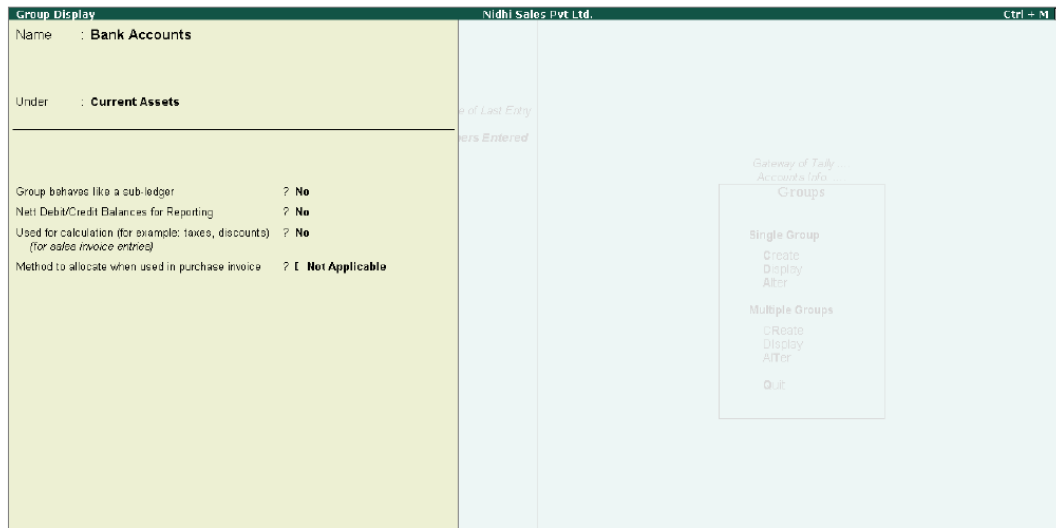 Group Display Nidhi Sales Pvt Ltd. Ctrl + M
Name : Bank Accounts
Under : Current Assets
e of Last Entry
ers Entered
Group behaves like a sub-ledger ? No
Nett Debit/Credit Balances for Reporting ? No
Used for calculation (for example: taxes, discounts) ? No
(for sales invoice entries)
Method to allocate when used in purchase invoice ? [ Not Applicable
Gateway of Tally ...
Accounts Info. ...
Groups
Single Group
Create
Display
Alter
Multiple Groups
CReate
Display
AlTer
Quit